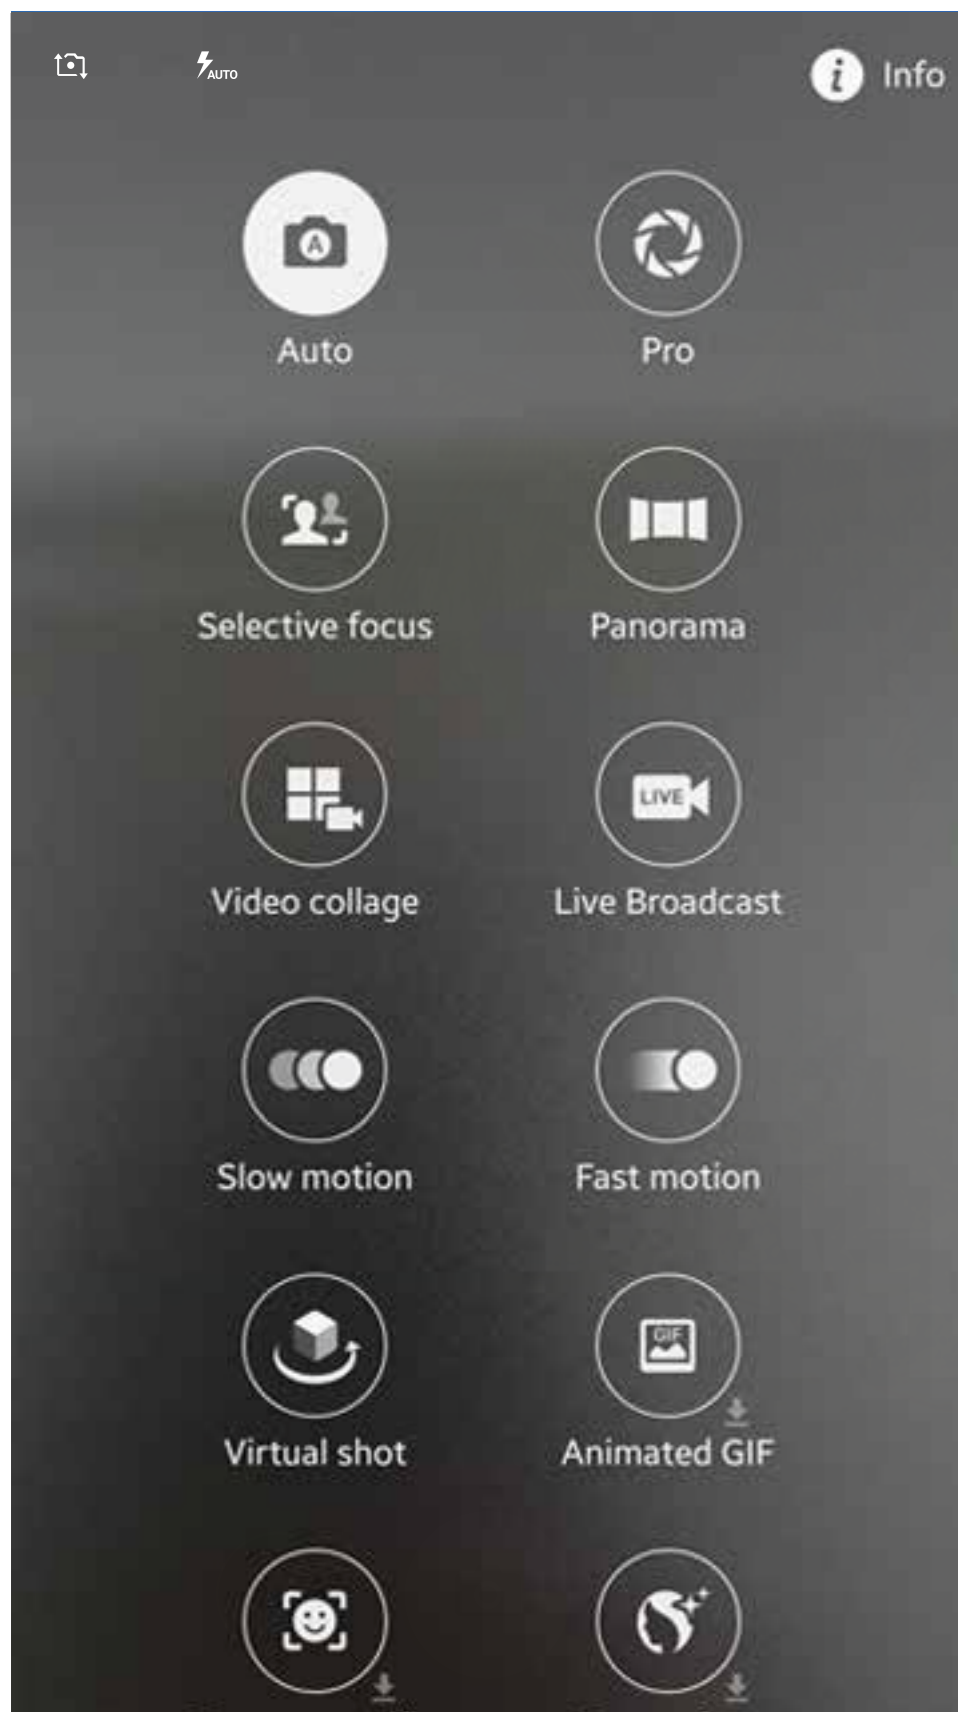 AUTO
Info
A
Auto
Pro
Selective focus
Panorama
LIVE
Video collage
Live Broadcast
Slow motion
Fast motion
GIF
Virtual shot
Animated GIF